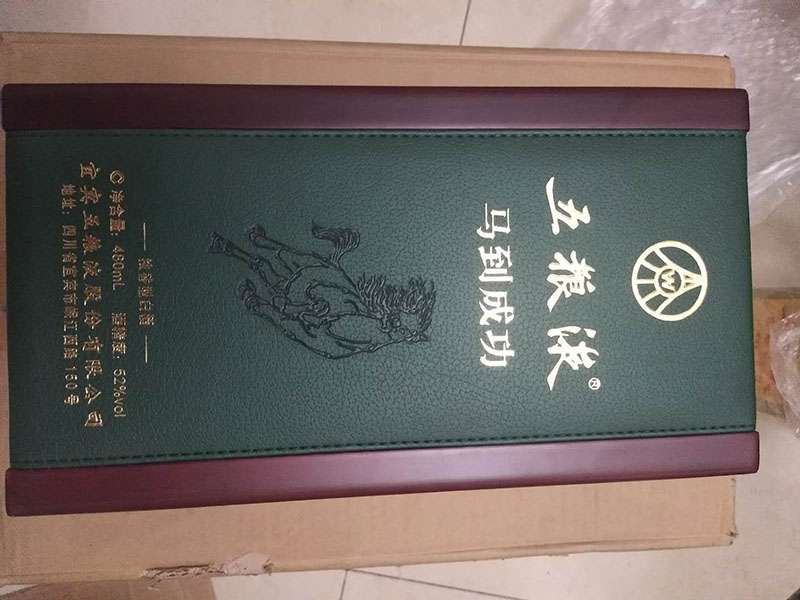 W
五粮液®
马到成功
浓香型白酒
净含量: 480mL 酒精度: 52%vol
宜宾五粮液股份有限公司
地址: 四川省宜宾市岷江西路150号